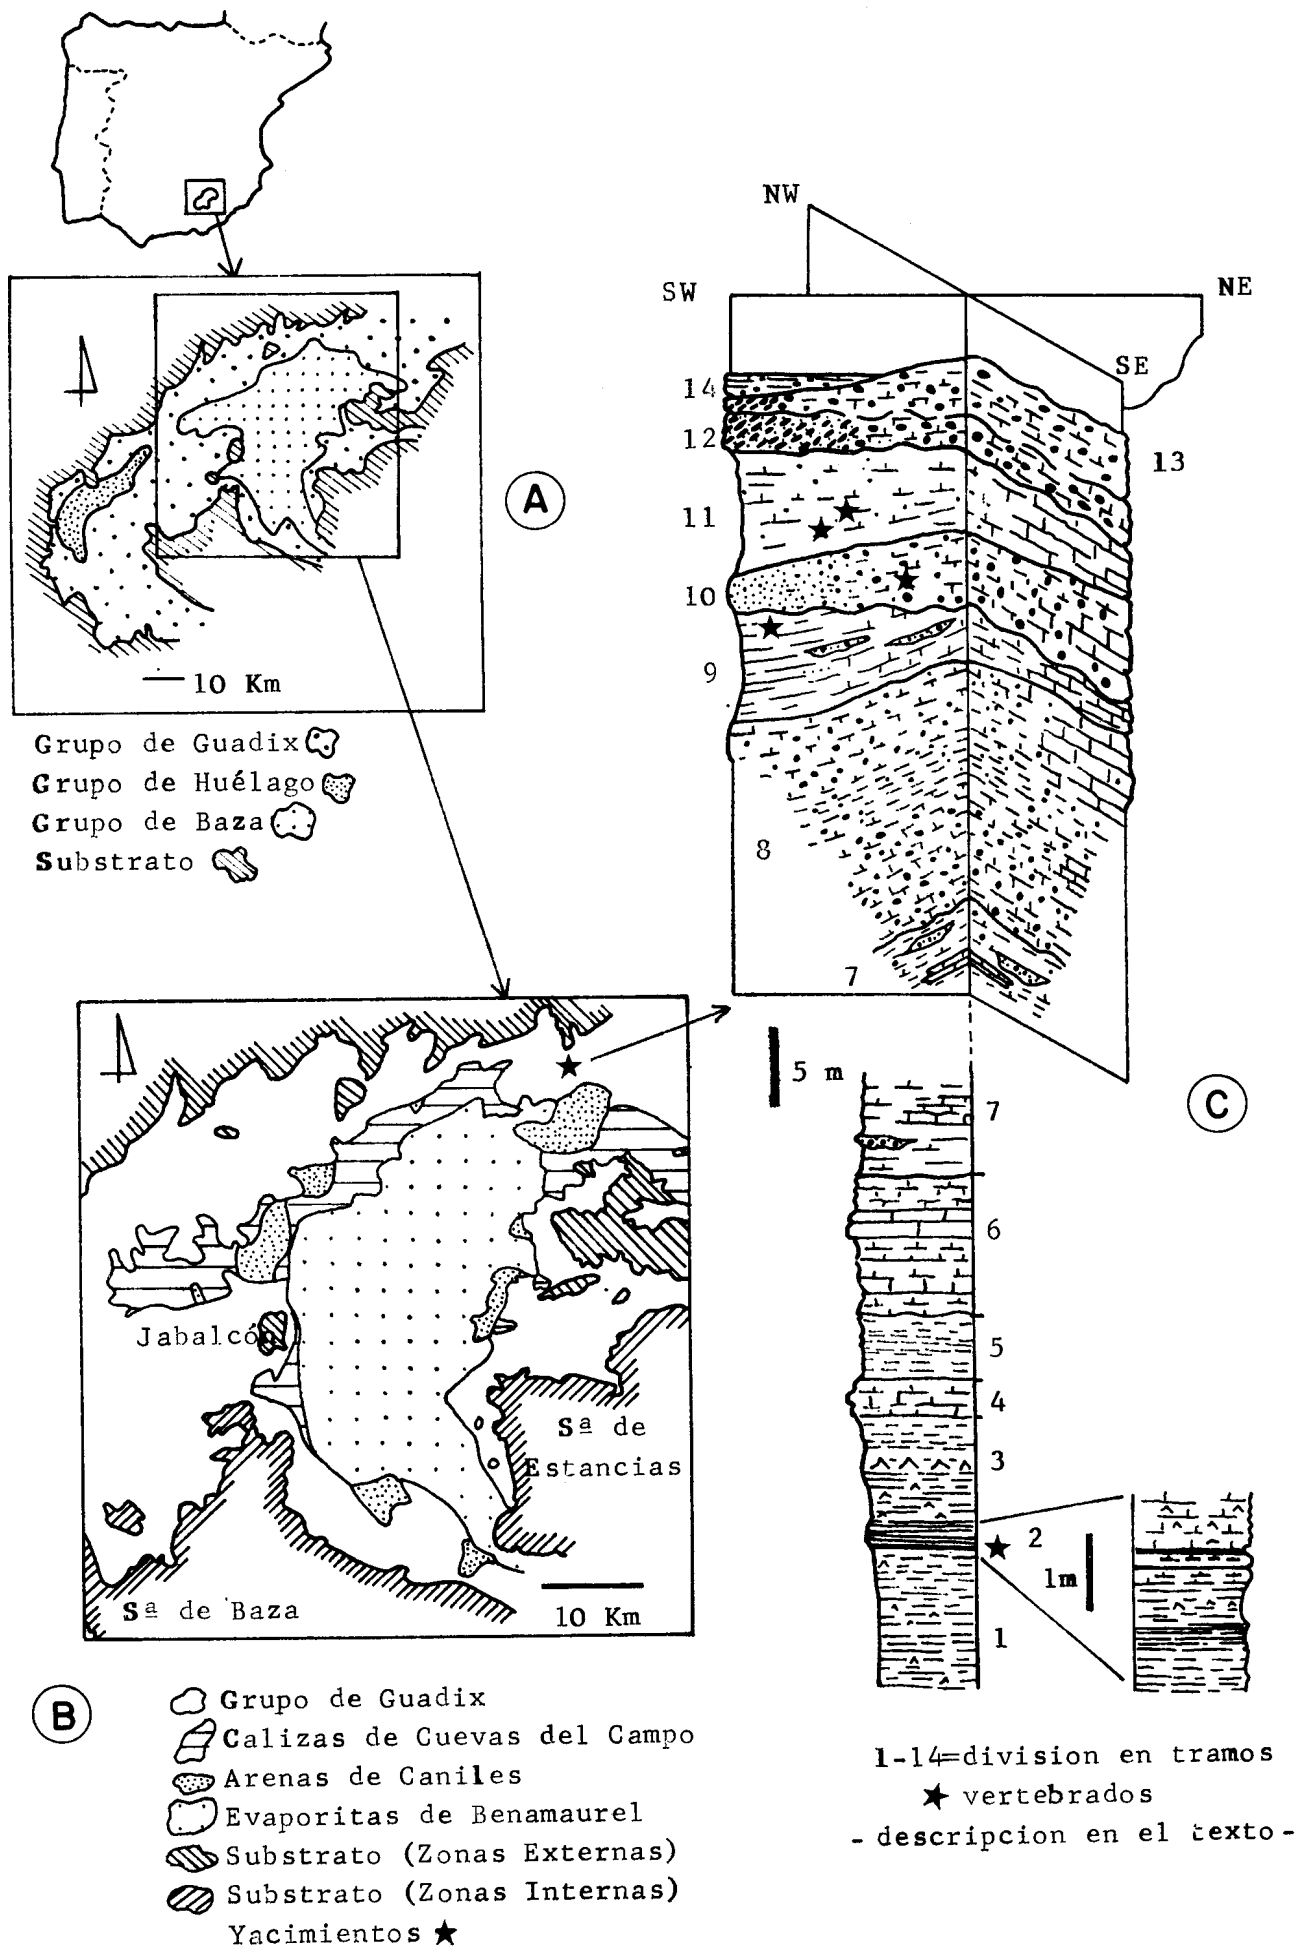 A
10 Km
Grupo de Guadix
Grupo de Huélago
Grupo de Baza
Substrato
NW
SW
NE
SE
14
12
13
11
10
9
8
7
5 m
C
7
6
5
4
3
2
1m
1
Jabalcón
Sª de
Estancias
Sª de Baza
10 Km
B
Grupo de Guadix
Calizas de Cuevas del Campo
Arenas de Caniles
Evaporitas de Benamaurel
Substrato (Zonas Externas)
Substrato (Zonas Internas)
Yacimientos ★
1-14=division en tramos
★ vertebrados
- descripcion en el texto -